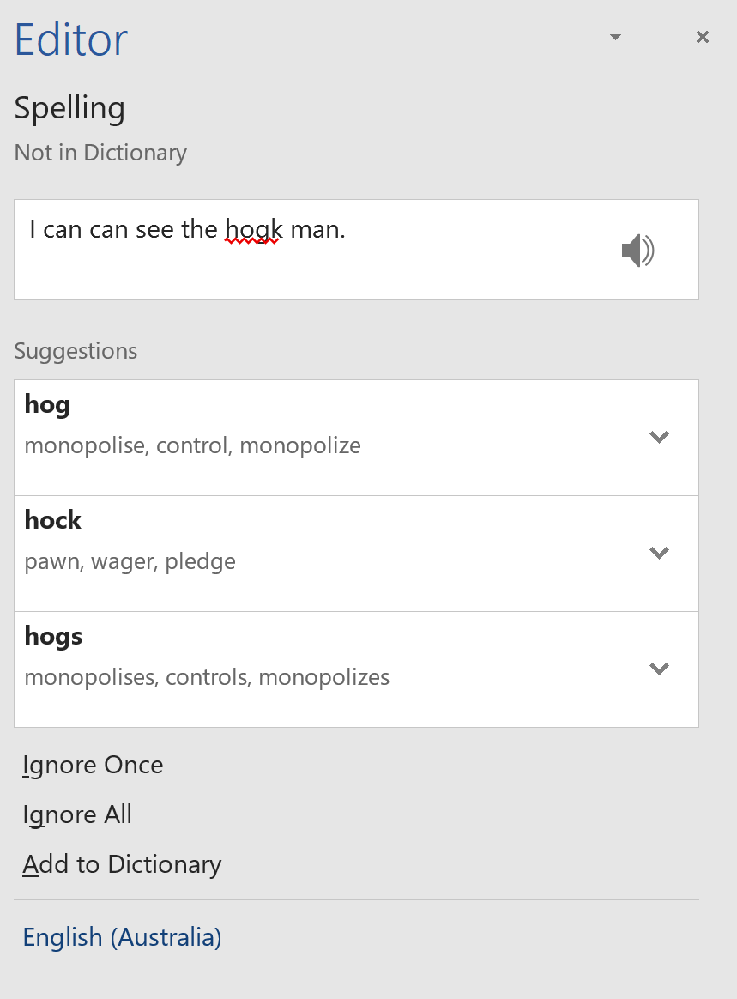 Editor
Spelling
Not in Dictionary
I can can see the hogk man.
Suggestions
hog
monopolise, control, monopolize
hock
pawn, wager, pledge
hogs
monopolises, controls, monopolizes
Ignore Once
Ignore All
Add to Dictionary
English (Australia)